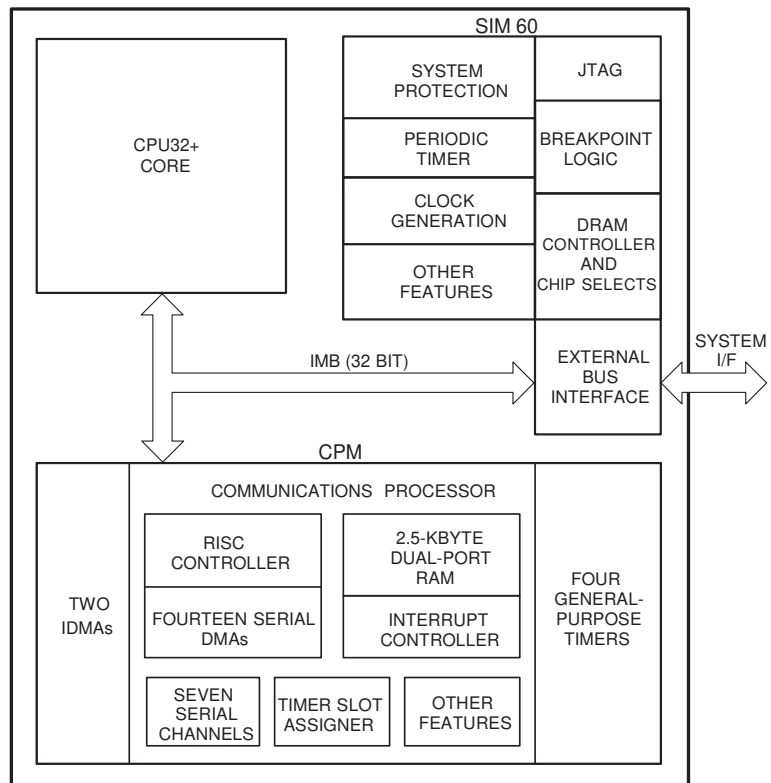 SIM 60
CPU32+
CORE
SYSTEM
PROTECTION
PERIODIC
TIMER
CLOCK
GENERATION
OTHER
FEATURES
JTAG
BREAKPOINT
LOGIC
DRAM
CONTROLLER
AND
CHIP SELECTS
EXTERNAL
BUS
INTERFACE
SYSTEM
I/F
IMB (32 BIT)
CPM
TWO
IDMAs
COMMUNICATIONS PROCESSOR
RISC
CONTROLLER
FOURTEEN SERIAL
DMAs
2.5-KBYTE
DUAL-PORT
RAM
INTERRUPT
CONTROLLER
SEVEN
SERIAL
CHANNELS
TIMER SLOT
ASSIGNER
OTHER
FEATURES
FOUR
GENERAL-
PURPOSE
TIMERS